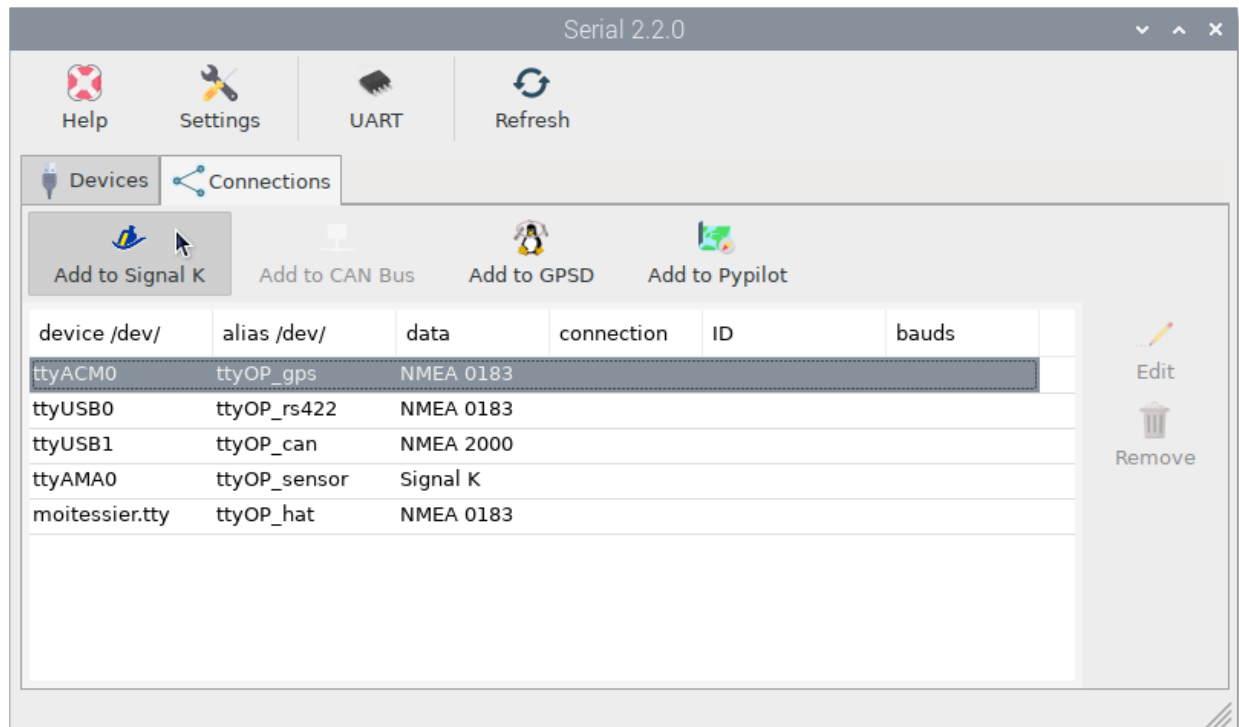 Serial 2.2.0
Help Settings UART Refresh
Devices Connections
Add to Signal K Add to CAN Bus Add to GPSD Add to Pypilot
device /dev/ alias /dev/ data connection ID bauds
ttyACM0 ttyOP_gps NMEA 0183
Edit
ttyUSB0 ttyOP_rs422 NMEA 0183
ttyUSB1 ttyOP_can NMEA 2000
Remove
ttyAMA0 ttyOP_sensor Signal K
moitessier.tty ttyOP_hat NMEA 0183